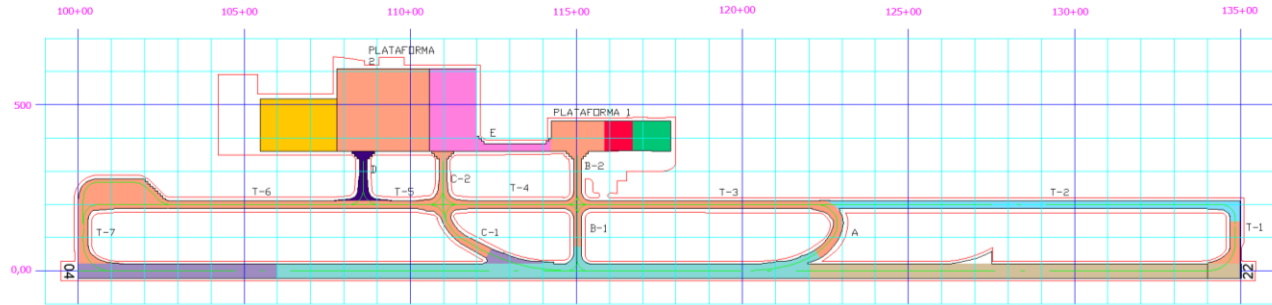 100+00 105+00 110+00 115+00 120+00 125+00 130+00 135+00
PLATAFORMA
2
500
PLATAFORMA 1
E
D
C-2
B-2
T-6
T-5
T-4
T-3
T-2
T-7
C-1
B-1
A
T-1
0,00
04
22